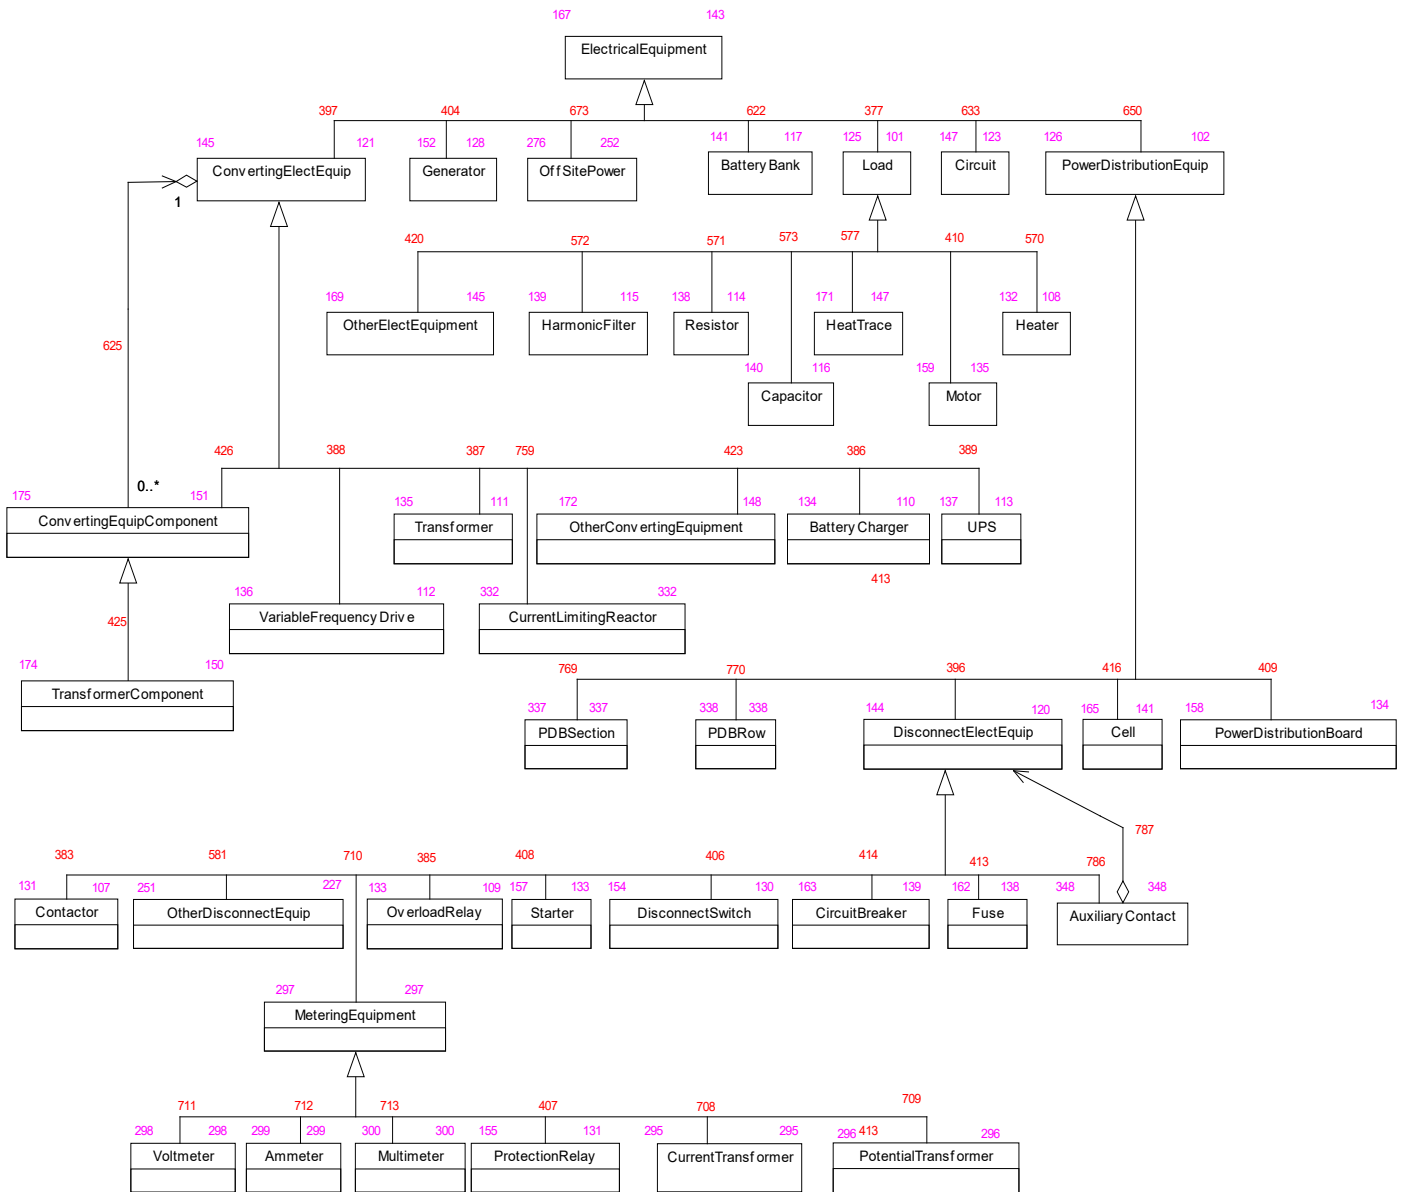 167 143
ElectricalEquipment
397 404 673 622 377 633 650
145 121 152 128 276 252 141 117 125 101 147 123 126 102
ConvertingElectEquip Generator OffSitePower Battery Bank Load Circuit PowerDistributionEquip
1
420 572 571 573 577 410 570
169 145 139 115 138 114 171 147 132 108
OtherElectEquipment HarmonicFilter Resistor HeatTrace Heater
625
140 116 159 135
Capacitor Motor
426 388 387 759 423 386 389
0..*
175 151 135 111 172 148 134 110 137 113
ConvertingEquipComponent Transformer OtherConvertingEquipment Battery Charger UPS
413
136 112 332 332
VariableFrequency Drive CurrentLimitingReactor
425
174 150
TransformerComponent
769 770 396 416 409
337 337 338 338 144 120 165 141 158 134
PDBSection PDBRow DisconnectElectEquip Cell PowerDistributionBoard
787
383 581 710 385 408 406 414 413 786
131 107 251 227 133 109 157 133 154 130 163 139 162 138 348 348
Contactor OtherDisconnectEquip OverloadRelay Starter DisconnectSwitch CircuitBreaker Fuse Auxiliary Contact
297 297
MeteringEquipment
711 712 713 407 708 709
298 298 299 299 300 300 155 131 295 295 296 413 296
Voltmeter Ammeter Multimeter ProtectionRelay CurrentTransformer PotentialTransformer